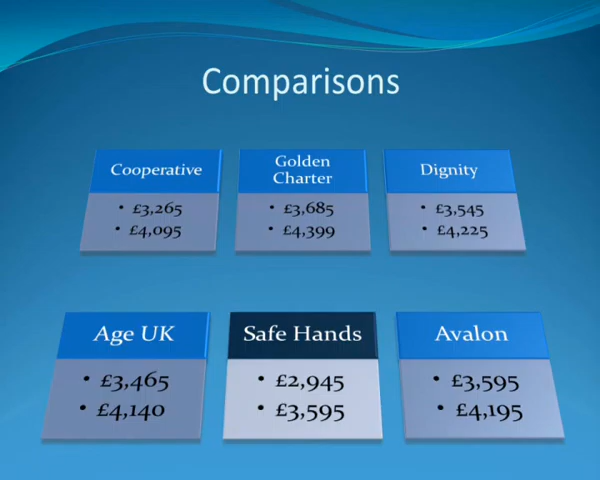 Comparisons
Cooperative
• £3,265
• £4,095
Golden
Charter
• £3,685
• £4,399
Dignity
• £3,545
• £4,225
Age UK
• £3,465
• £4,140
Safe Hands
• £2,945
• £3,595
Avalon
• £3,595
• £4,195